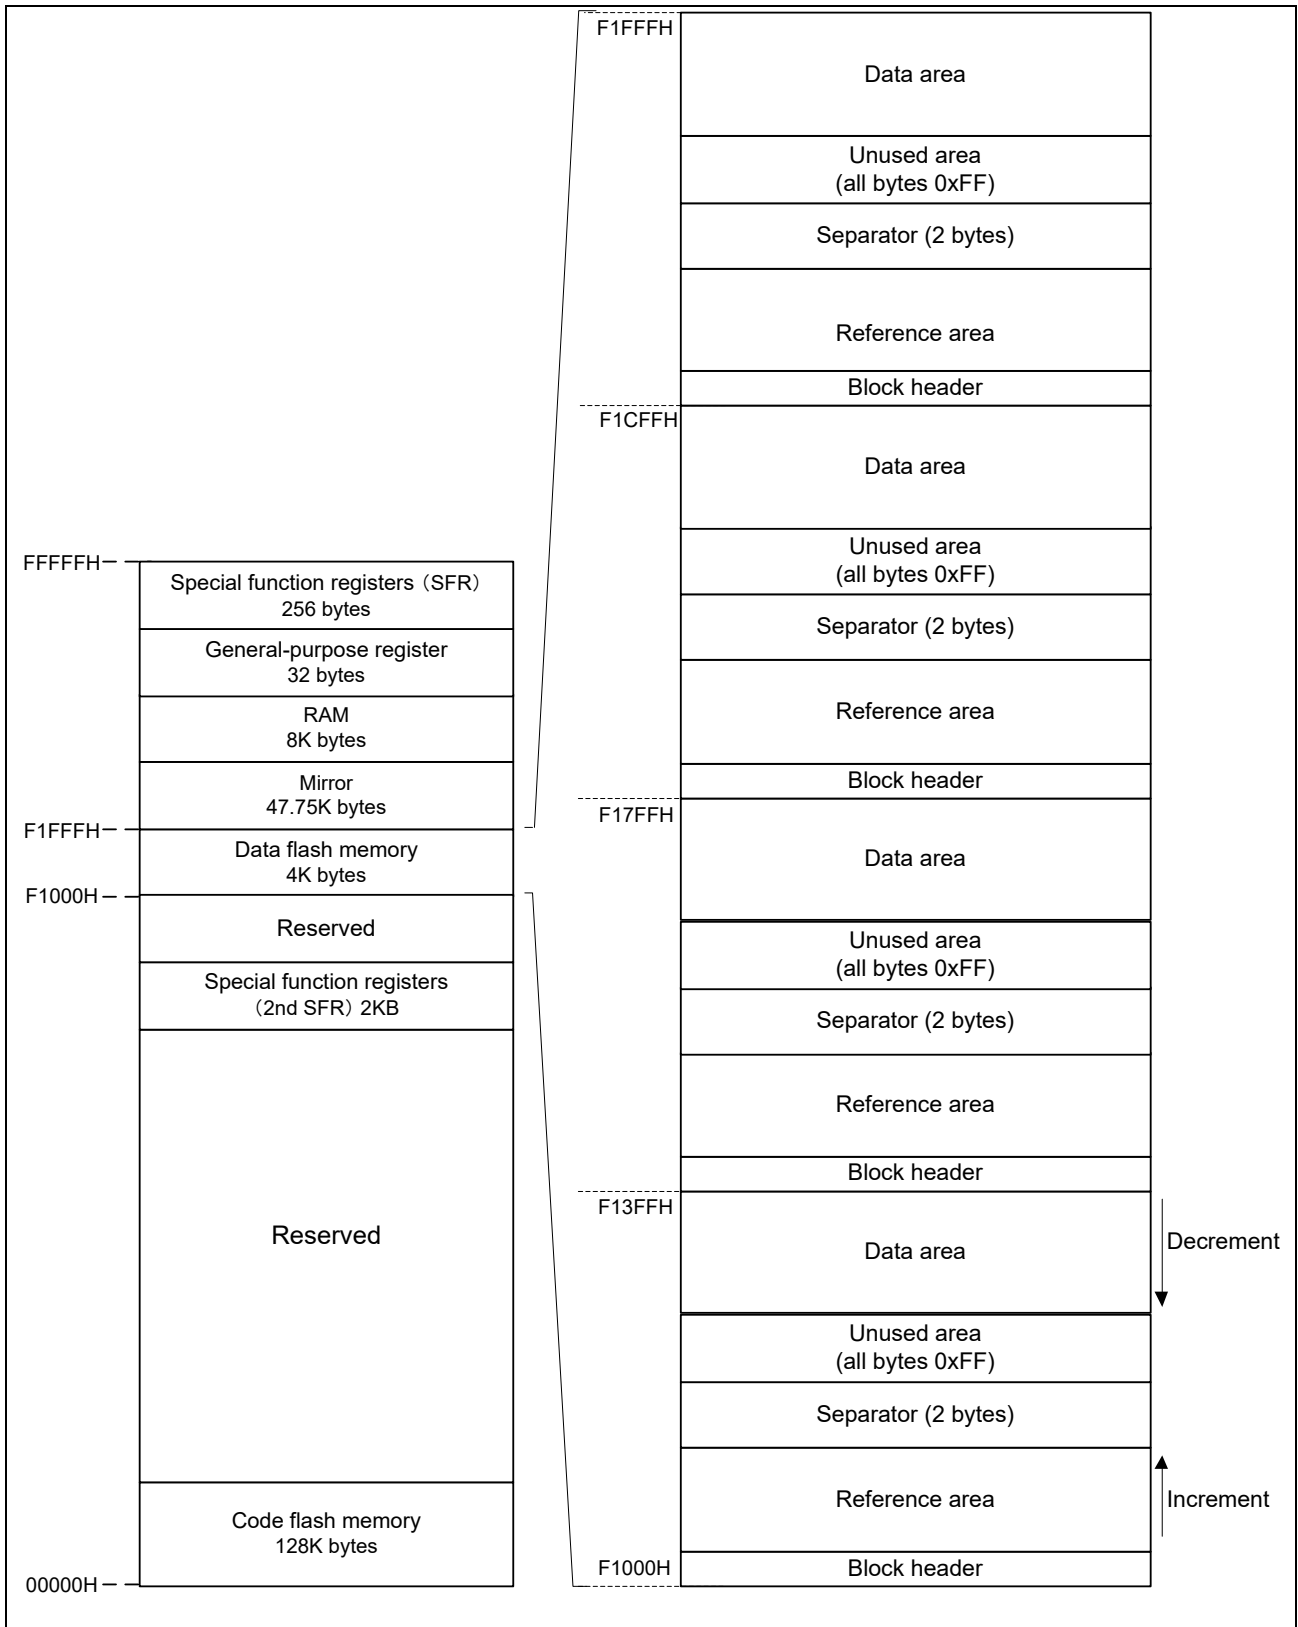 FFFFFH
Special function registers（SFR）
256 bytes
General-purpose register
32 bytes
RAM
8K bytes
Mirror
47.75K bytes
F1FFFH
Data flash memory
4K bytes
F1000H
Reserved
Special function registers
（2nd SFR）2KB
Reserved
Code flash memory
128K bytes
00000H
F1FFFH
Data area
Unused area
(all bytes 0xFF)
Separator (2 bytes)
Reference area
Block header
F1CFFH
Data area
Unused area
(all bytes 0xFF)
Separator (2 bytes)
Reference area
Block header
F17FFH
Data area
Unused area
(all bytes 0xFF)
Separator (2 bytes)
Reference area
Block header
F13FFH
Data area
Decrement
Unused area
(all bytes 0xFF)
Separator (2 bytes)
Reference area
Increment
F1000H
Block header